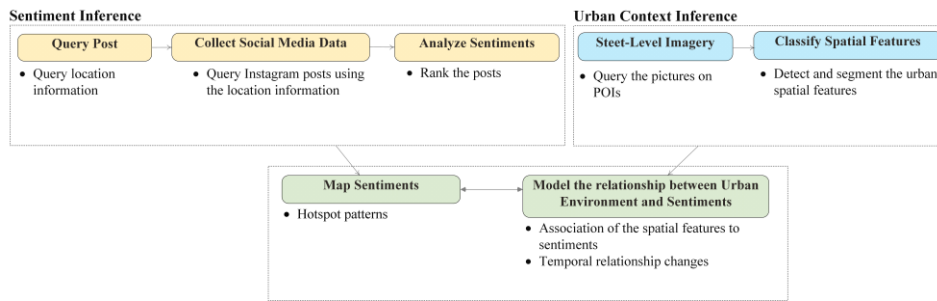 Sentiment Inference
Query Post
• Query location
information
Collect Social Media Data
• Query Instagram posts using
the location information
Analyze Sentiments
• Rank the posts
Urban Context Inference
Steet-Level Imagery
• Query the pictures on
POIs
Classify Spatial Features
• Detect and segment the urban
spatial features
Map Sentiments
• Hotspot patterns
Model the relationship between Urban
Environment and Sentiments
• Association of the spatial features to
sentiments
• Temporal relationship changes